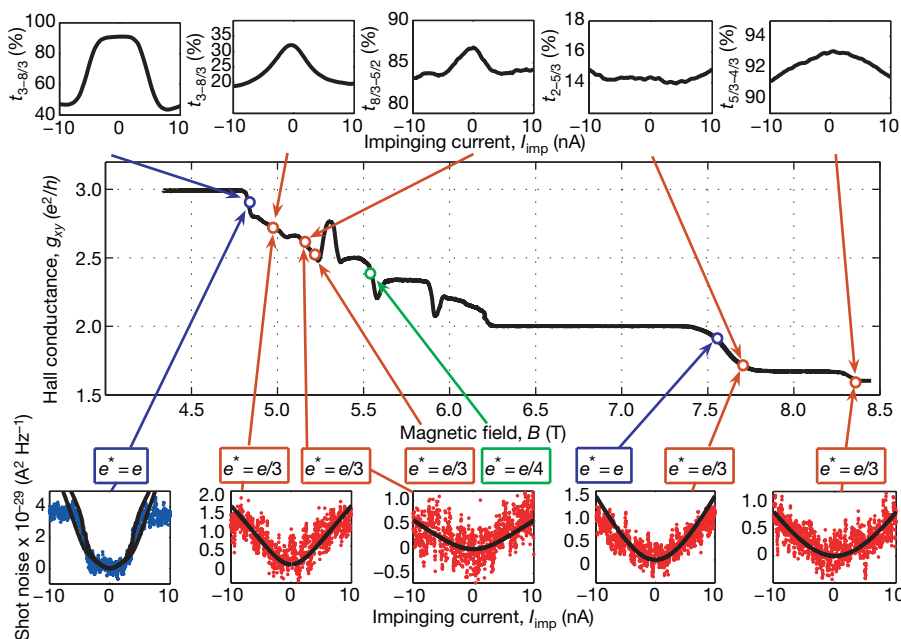 t3–8/3 (%)
100
80
60
40
–10 0 10
t3–8/3 (%)
40
35
30
25
20
–10 0 10
t8/3–5/2 (%)
90
85
80
–10 0 10
t2–5/3 (%)
18
16
14
–10 0 10
t5/3–4/3 (%)
94
93
92
91
–10 0 10
Impinging current, Iimp (nA)
Hall conductance, gxy (e2/h)
3.0
2.5
2.0
1.5
4.5 5.0 5.5 6.0 6.5 7.0 7.5 8.0 8.5
Magnetic field, B (T)
e* = e
e* = e/3
e* = e/3
e* = e/3
e* = e/4
e* = e
e* = e/3
e* = e/3
Shot noise x 10–29 (A2 Hz–1)
4
2
0
–10 0 10
2.0
1.5
1.0
0.5
0
–10 0 10
1.0
0.5
0
–0.5
–10 0 10
1.5
1.0
0.5
0
–10 0 10
1.0
0.5
0
–10 0 10
Impinging current, Iimp (nA)